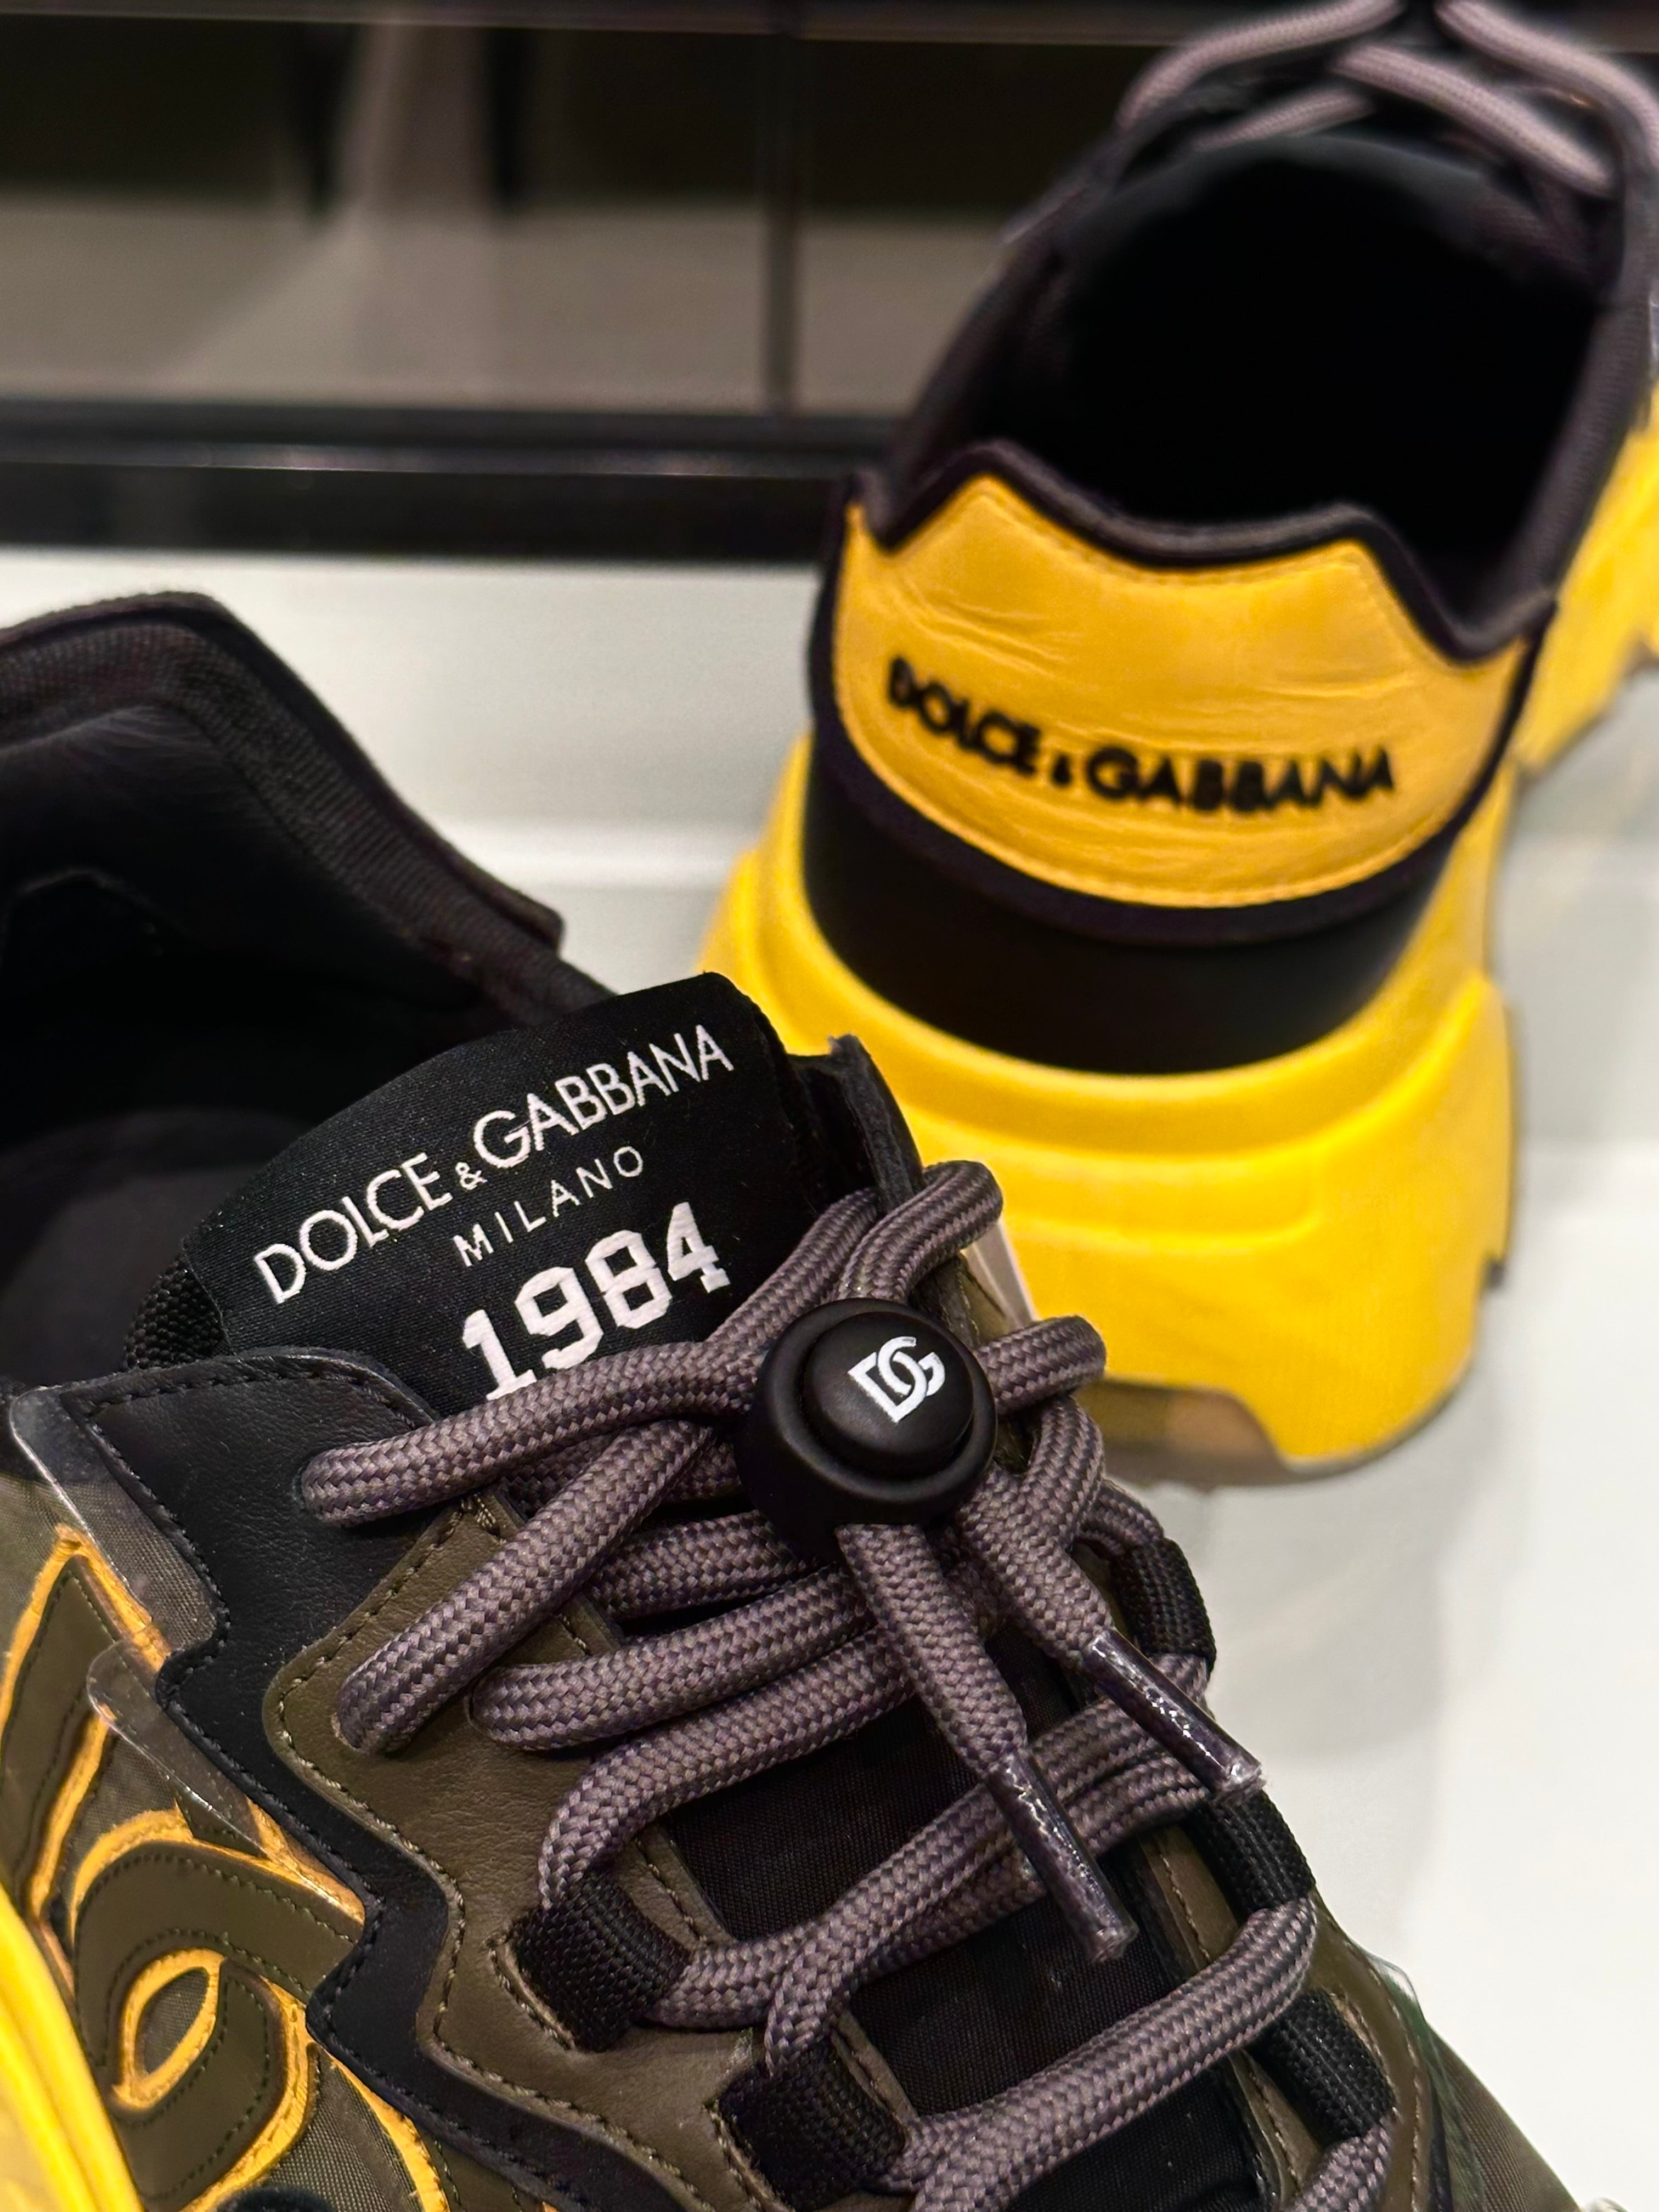 DOLCE & GABBANA
DOLCE & GABBANA
MILANO
1984
DG